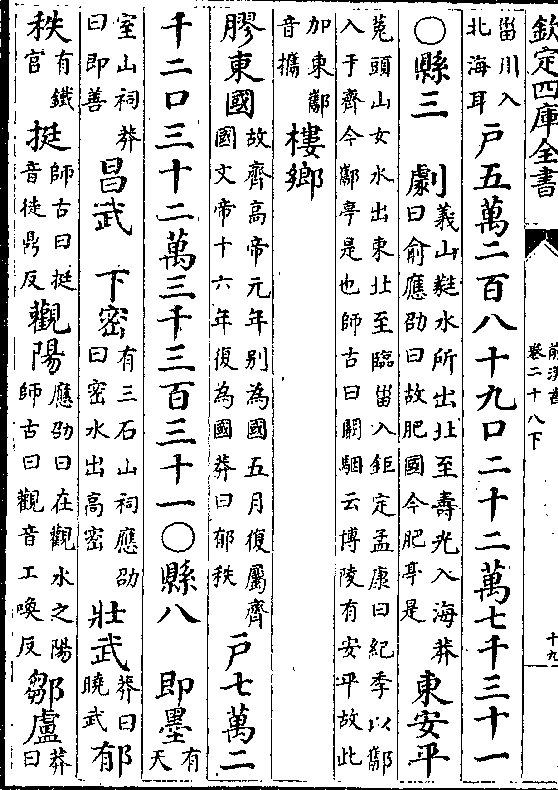 欽定四庫全書
前漢書
卷二十八下
十九
甾川入北海耳 戶五萬二百八十九口二十二萬七千三十一
○縣三 劇 義山蕤水所出北至壽光入海莽曰俞應劭曰故肥國今肥亭是 東安平
菟頭山女水出東北至臨甾入鉅定孟康曰紀季以酅入于齊今酅亭是也師古曰闞駰云博陵有安平故此
加東酅音攜 樓鄉
膠東國 故齊高帝元年别為國五月復屬齊國文帝十六年復為國莽曰郁秩 戶七萬二
千二口三十二萬三千三百三十一○縣八 即墨 有天
室山祠莽曰即善 昌武 下密 有三石山祠應劭曰密水出高密 壯武 莽曰曉武 郁
秩 有鐵官 挺 師古曰挺音徒鼎反 觀陽 應劭曰在觀水之陽師古曰觀音工喚反 鄒盧 莽曰